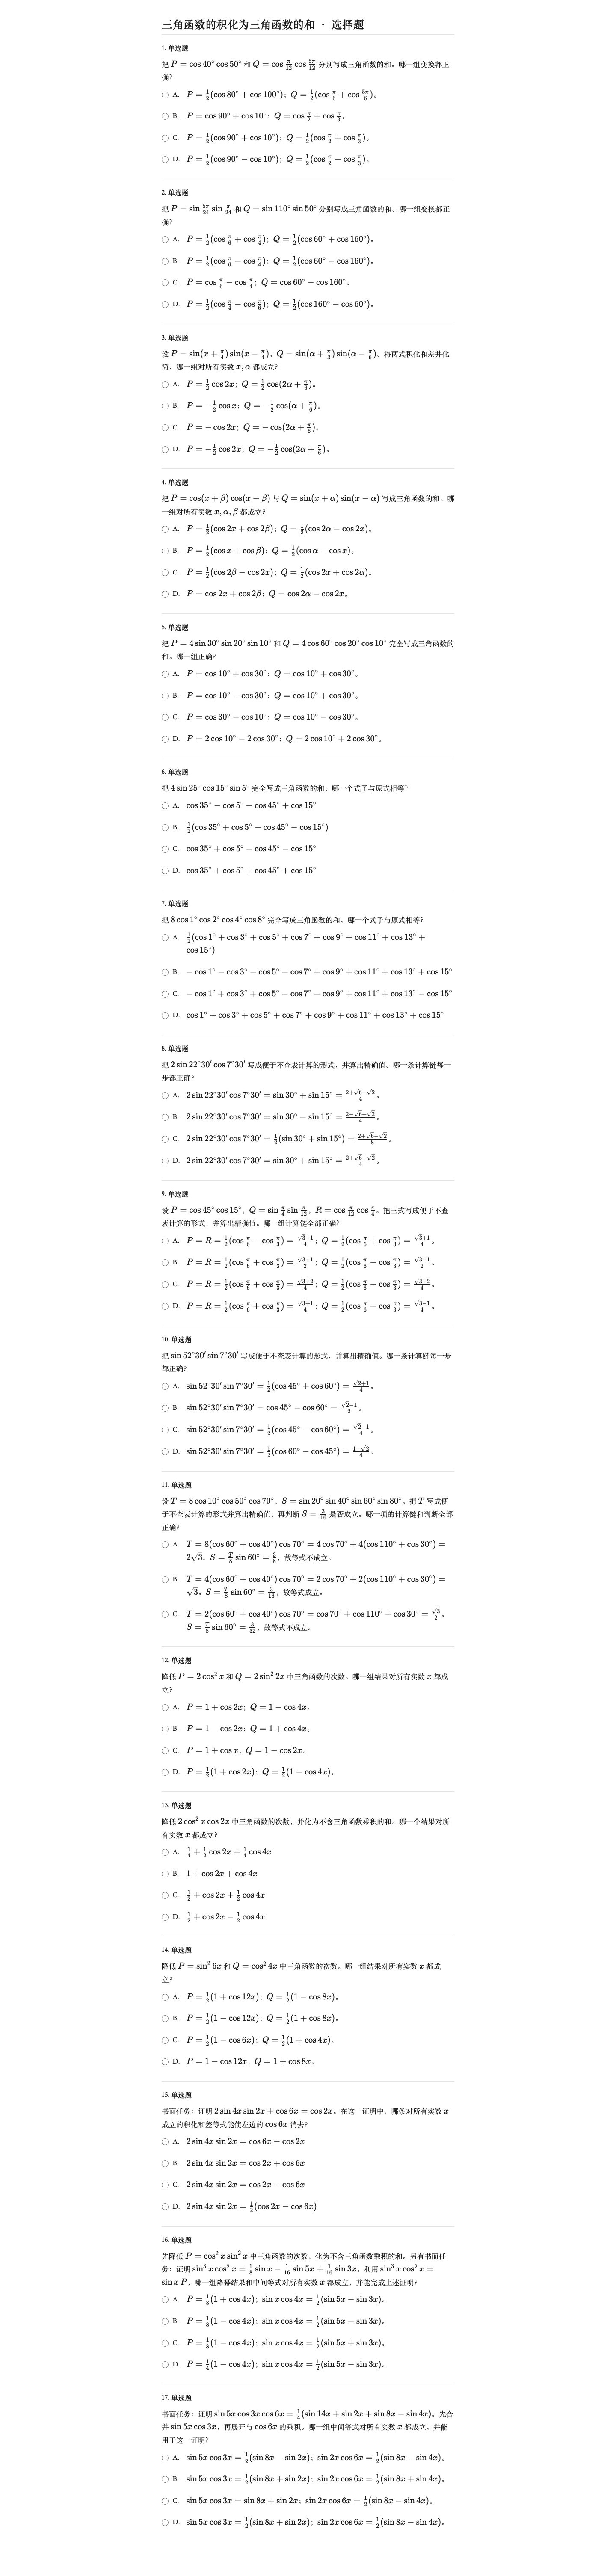 三角函数的积化为三角函数的和 · 选择题
1. 单选题
把 P = cos 40° cos 50° 和 Q = cos π/12 cos 5π/12 分别写成三角函数的和。哪一组变换都正
确?
A. P = 1/2(cos 80° + cos 100°); Q = 1/2(cos π/6 + cos 5π/6)。
B. P = cos 90° + cos 10°; Q = cos π/2 + cos π/3。
C. P = 1/2(cos 90° + cos 10°); Q = 1/2(cos π/2 + cos π/3)。
D. P = 1/2(cos 90° − cos 10°); Q = 1/2(cos π/2 − cos π/3)。
2. 单选题
把 P = sin 5π/24 sin π/24 和 Q = sin 110° sin 50° 分别写成三角函数的和。哪一组变换都正
确?
A. P = 1/2(cos π/6 + cos π/4); Q = 1/2(cos 60° + cos 160°)。
B. P = 1/2(cos π/6 − cos π/4); Q = 1/2(cos 60° − cos 160°)。
C. P = cos π/6 − cos π/4; Q = cos 60° − cos 160°。
D. P = 1/2(cos π/4 − cos π/6); Q = 1/2(cos 160° − cos 60°)。
3. 单选题
设 P = sin(x + π/4) sin(x − π/4)，Q = sin(α + π/3) sin(α − π/6)。将两式积化和差并化
简，哪一组对所有实数 x, α 都成立?
A. P = 1/2 cos 2x; Q = 1/2 cos(2α + π/6)。
B. P = −1/2 cos x; Q = −1/2 cos(α + π/6)。
C. P = − cos 2x; Q = − cos(2α + π/6)。
D. P = −1/2 cos 2x; Q = −1/2 cos(2α + π/6)。
4. 单选题
把 P = cos(x + β) cos(x − β) 与 Q = sin(x + α) sin(x − α) 写成三角函数的和。哪
一组对所有实数 x, α, β 都成立?
A. P = 1/2(cos 2x + cos 2β); Q = 1/2(cos 2α − cos 2x)。
B. P = 1/2(cos x + cos β); Q = 1/2(cos α − cos x)。
C. P = 1/2(cos 2β − cos 2x); Q = 1/2(cos 2x + cos 2α)。
D. P = cos 2x + cos 2β; Q = cos 2α − cos 2x。
5. 单选题
把 P = 4 sin 30° sin 20° sin 10° 和 Q = 4 cos 60° cos 20° cos 10° 完全写成三角函数的
和。哪一组正确?
A. P = cos 10° + cos 30°; Q = cos 10° + cos 30°。
B. P = cos 10° − cos 30°; Q = cos 10° + cos 30°。
C. P = cos 30° − cos 10°; Q = cos 10° − cos 30°。
D. P = 2 cos 10° − 2 cos 30°; Q = 2 cos 10° + 2 cos 30°。
6. 单选题
把 4 sin 25° cos 15° sin 5° 完全写成三角函数的和，哪一个式子与原式相等?
A. cos 35° − cos 5° − cos 45° + cos 15°
B. 1/2(cos 35° + cos 5° − cos 45° − cos 15°)
C. cos 35° + cos 5° − cos 45° − cos 15°
D. cos 35° + cos 5° + cos 45° + cos 15°
7. 单选题
把 8 cos 1° cos 2° cos 4° cos 8° 完全写成三角函数的和，哪一个式子与原式相等?
A. 1/2(cos 1° + cos 3° + cos 5° + cos 7° + cos 9° + cos 11° + cos 13° +
cos 15°)
B. − cos 1° − cos 3° − cos 5° − cos 7° + cos 9° + cos 11° + cos 13° + cos 15°
C. − cos 1° + cos 3° + cos 5° − cos 7° − cos 9° + cos 11° + cos 13° − cos 15°
D. cos 1° + cos 3° + cos 5° + cos 7° + cos 9° + cos 11° + cos 13° + cos 15°
8. 单选题
把 2 sin 22°30′ cos 7°30′ 写成便于不查表计算的形式，并算出精确值。哪一条计算链每一
步都正确?
A. 2 sin 22°30′ cos 7°30′ = sin 30° + sin 15° = (2+√6−√2)/4。
B. 2 sin 22°30′ cos 7°30′ = sin 30° − sin 15° = (2−√6+√2)/4。
C. 2 sin 22°30′ cos 7°30′ = 1/2(sin 30° + sin 15°) = (2+√6−√2)/8。
D. 2 sin 22°30′ cos 7°30′ = sin 30° + sin 15° = (2+√6+√2)/4。
9. 单选题
设 P = cos 45° cos 15°，Q = sin π/4 sin π/12，R = cos π/12 cos π/4。把三式写成便于不查
表计算的形式，并算出精确值。哪一组计算链全部正确?
A. P = R = 1/2(cos π/6 − cos π/3) = (√3−1)/4; Q = 1/2(cos π/6 + cos π/3) = (√3+1)/4。
B. P = R = 1/2(cos π/6 + cos π/3) = (√3+1)/2; Q = 1/2(cos π/6 − cos π/3) = (√3−1)/2。
C. P = R = 1/2(cos π/6 + cos π/3) = (√3+2)/4; Q = 1/2(cos π/6 − cos π/3) = (√3−2)/4。
D. P = R = 1/2(cos π/6 + cos π/3) = (√3+1)/4; Q = 1/2(cos π/6 − cos π/3) = (√3−1)/4。
10. 单选题
把 sin 52°30′ sin 7°30′ 写成便于不查表计算的形式，并算出精确值。哪一条计算链每一步
都正确?
A. sin 52°30′ sin 7°30′ = 1/2(cos 45° + cos 60°) = (√2+1)/4。
B. sin 52°30′ sin 7°30′ = cos 45° − cos 60° = (√2−1)/2。
C. sin 52°30′ sin 7°30′ = 1/2(cos 45° − cos 60°) = (√2−1)/4。
D. sin 52°30′ sin 7°30′ = 1/2(cos 60° − cos 45°) = (1−√2)/4。
11. 单选题
设 T = 8 cos 10° cos 50° cos 70°，S = sin 20° sin 40° sin 60° sin 80°。把 T 写成便
于不查表计算的形式并算出精确值，再判断 S = 3/16 是否成立。哪一项的计算链和判断全部
正确?
A. T = 8(cos 60° + cos 40°) cos 70° = 4 cos 70° + 4(cos 110° + cos 30°) =
2√3。S = T/8 sin 60° = 3/8，故等式不成立。
B. T = 4(cos 60° + cos 40°) cos 70° = 2 cos 70° + 2(cos 110° + cos 30°) =
√3。S = T/8 sin 60° = 3/16，故等式成立。
C. T = 2(cos 60° + cos 40°) cos 70° = cos 70° + cos 110° + cos 30° = √3/2。
S = T/8 sin 60° = 3/32，故等式不成立。
12. 单选题
降低 P = 2 cos² x 和 Q = 2 sin² 2x 中三角函数的次数。哪一组结果对所有实数 x 都成
立?
A. P = 1 + cos 2x; Q = 1 − cos 4x。
B. P = 1 − cos 2x; Q = 1 + cos 4x。
C. P = 1 + cos x; Q = 1 − cos 2x。
D. P = 1/2(1 + cos 2x); Q = 1/2(1 − cos 4x)。
13. 单选题
降低 2 cos² x cos 2x 中三角函数的次数，并化为不含三角函数乘积的和。哪一个结果对所
有实数 x 都成立?
A. 1/4 + 1/2 cos 2x + 1/4 cos 4x
B. 1 + cos 2x + cos 4x
C. 1/2 + cos 2x + 1/2 cos 4x
D. 1/2 + cos 2x − 1/2 cos 4x
14. 单选题
降低 P = sin² 6x 和 Q = cos² 4x 中三角函数的次数。哪一组结果对所有实数 x 都成
立?
A. P = 1/2(1 + cos 12x); Q = 1/2(1 − cos 8x)。
B. P = 1/2(1 − cos 12x); Q = 1/2(1 + cos 8x)。
C. P = 1/2(1 − cos 6x); Q = 1/2(1 + cos 4x)。
D. P = 1 − cos 12x; Q = 1 + cos 8x。
15. 单选题
书面任务：证明 2 sin 4x sin 2x + cos 6x = cos 2x。在这一证明中，哪条对所有实数 x
成立的积化和差等式能使左边的 cos 6x 消去?
A. 2 sin 4x sin 2x = cos 6x − cos 2x
B. 2 sin 4x sin 2x = cos 2x + cos 6x
C. 2 sin 4x sin 2x = cos 2x − cos 6x
D. 2 sin 4x sin 2x = 1/2(cos 2x − cos 6x)
16. 单选题
先降低 P = cos² x sin² x 中三角函数的次数，化为不含三角函数乘积的和。另有书面任
务：证明 sin³ x cos² x = 1/8 sin x − 1/16 sin 5x + 1/16 sin 3x。利用 sin³ x cos² x =
sin x P，哪一组降幂结果和中间等式对所有实数 x 都成立，并能完成上述证明?
A. P = 1/8(1 + cos 4x); sin x cos 4x = 1/2(sin 5x − sin 3x)。
B. P = 1/8(1 − cos 4x); sin x cos 4x = 1/2(sin 5x − sin 3x)。
C. P = 1/8(1 − cos 4x); sin x cos 4x = 1/2(sin 5x + sin 3x)。
D. P = 1/4(1 − cos 4x); sin x cos 4x = 1/2(sin 5x − sin 3x)。
17. 单选题
书面任务：证明 sin 5x cos 3x cos 6x = 1/4(sin 14x + sin 2x + sin 8x − sin 4x)。先合
并 sin 5x cos 3x，再展开与 cos 6x 的乘积。哪一组中间等式对所有实数 x 都成立，并能
用于这一证明?
A. sin 5x cos 3x = 1/2(sin 8x − sin 2x); sin 2x cos 6x = 1/2(sin 8x − sin 4x)。
B. sin 5x cos 3x = 1/2(sin 8x + sin 2x); sin 2x cos 6x = 1/2(sin 8x + sin 4x)。
C. sin 5x cos 3x = sin 8x + sin 2x; sin 2x cos 6x = 1/2(sin 8x − sin 4x)。
D. sin 5x cos 3x = 1/2(sin 8x + sin 2x); sin 2x cos 6x = 1/2(sin 8x − sin 4x)。